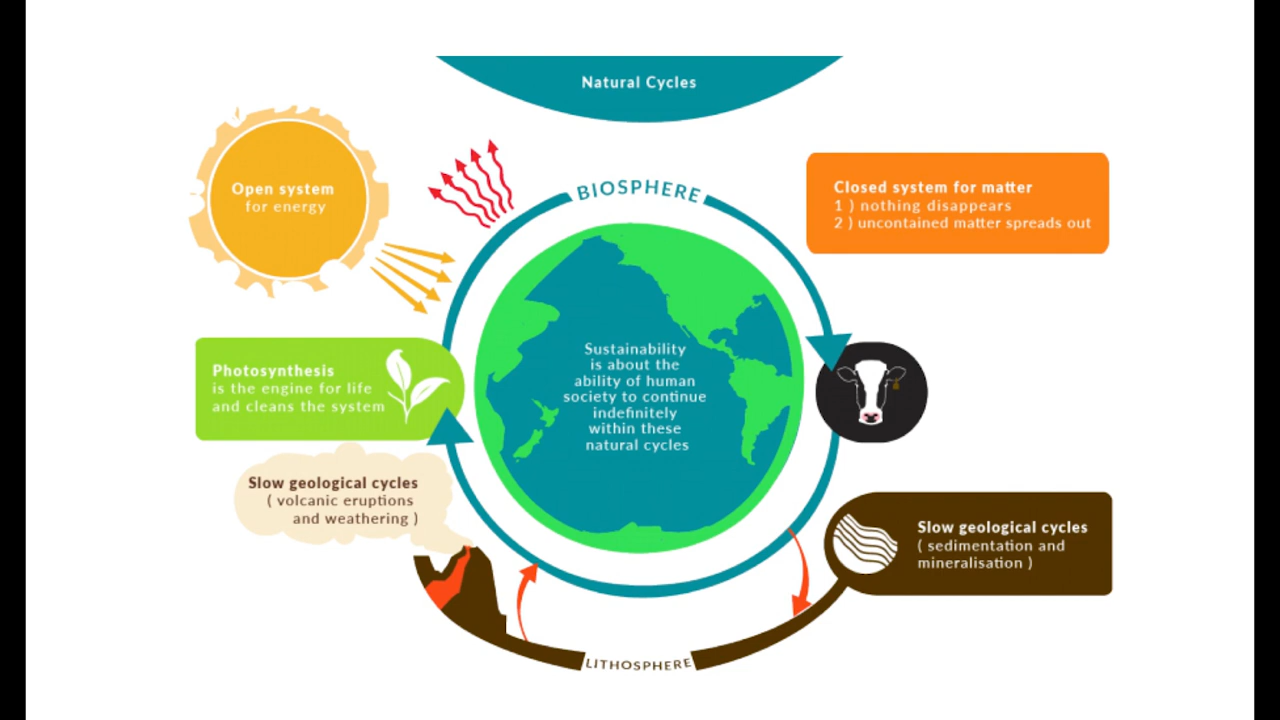 Natural Cycles
Open system
for energy
BIOSPHERE
Closed system for matter
1 ) nothing disappears
2 ) uncontained matter spreads out
Photosynthesis
is the engine for life
and cleans the system
Sustainability
is about the
ability of human
society to continue
indefinitely
within these
natural cycles
Slow geological cycles
( volcanic eruptions
and weathering )
Slow geological cycles
( sedimentation and
mineralisation )
LITHOSPHERE